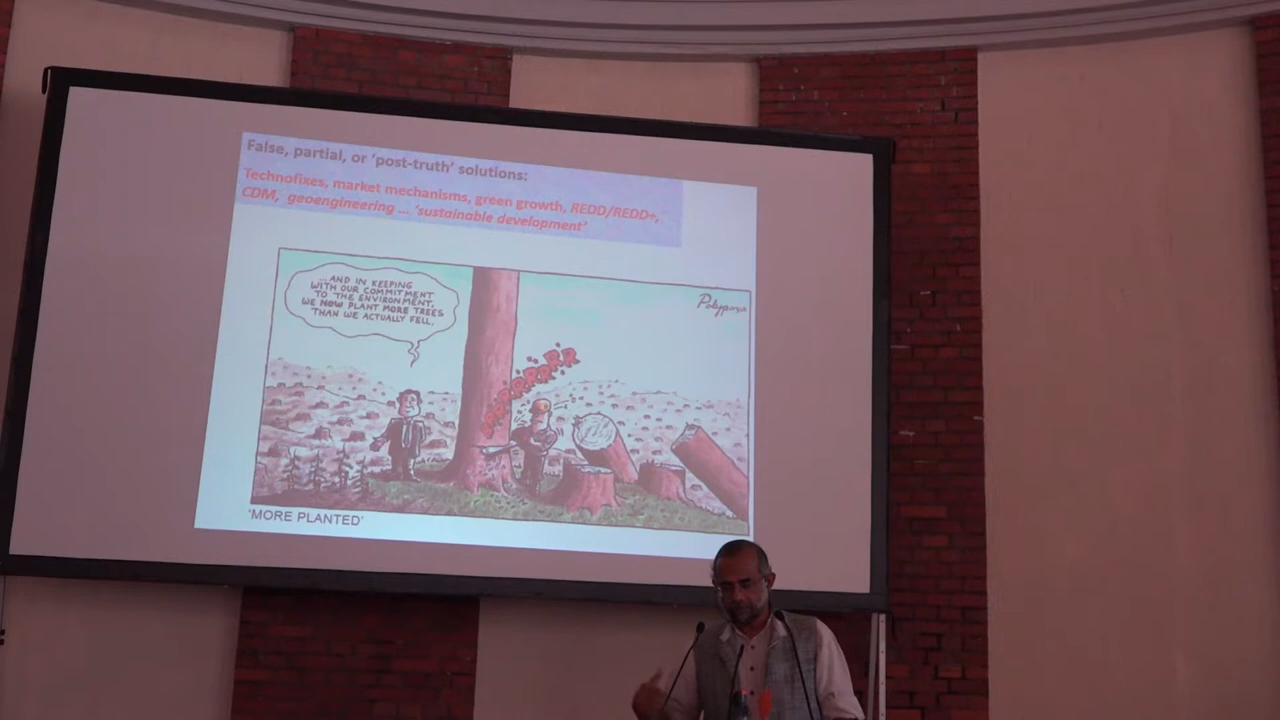 False, partial, or ‘post-truth’ solutions:
Technofixes, market mechanisms, green growth, REDD/REDD+,
CDM, geoengineering ... ‘sustainable development’
...AND IN KEEPING
WITH OUR COMMITMENT
TO THE ENVIRONMENT,
WE NOW PLANT MORE TREES
THAN WE ACTUALLY FELL.
Polyp
RRRRRRRR
‘MORE PLANTED’